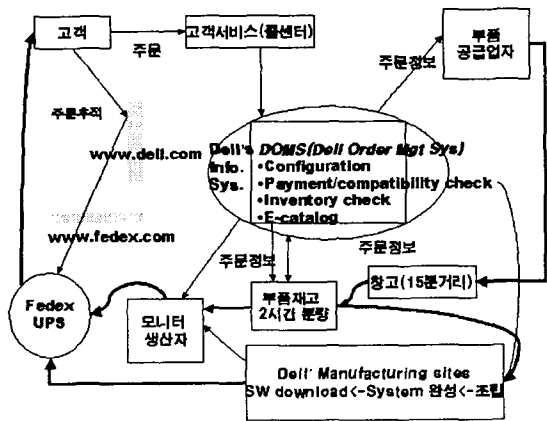 고객
주문
고객서비스(콜센터)
부품
공급업자
주문정보
주문추적
www.dell.com
Dell's DOMS(Dell Order Mgt Sys)
Info. •Configuration
Sys. •Payment/compatibility check
•Inventory check
•E-catalog
www.fedex.com
주문정보
주문정보
Fedex
UPS
모니터
생산자
부품재고
2시간 분량
창고(15분거리)
Dell' Manufacturing sites
SW download<-System 완성<-조립